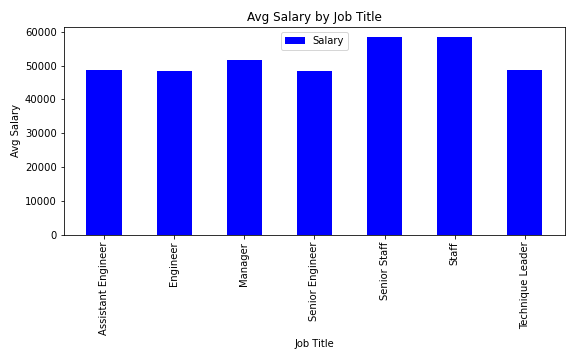 Avg Salary by Job Title
Salary
Avg Salary
60000
50000
40000
30000
20000
10000
0
Assistant Engineer
Engineer
Manager
Senior Engineer
Senior Staff
Staff
Technique Leader
Job Title